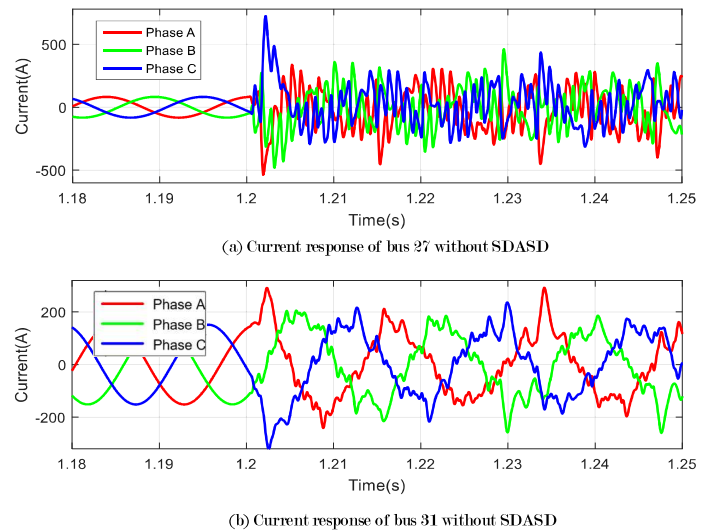 Current(A)
500
0
-500
Phase A
Phase B
Phase C
1.18
1.19
1.2
1.21
1.22
1.23
1.24
1.25
Time(s)
(a) Current response of bus 27 without SDASD
Current(A)
200
0
-200
Phase A
Phase B
Phase C
1.18
1.19
1.2
1.21
1.22
1.23
1.24
1.25
Time(s)
(b) Current response of bus 31 without SDASD